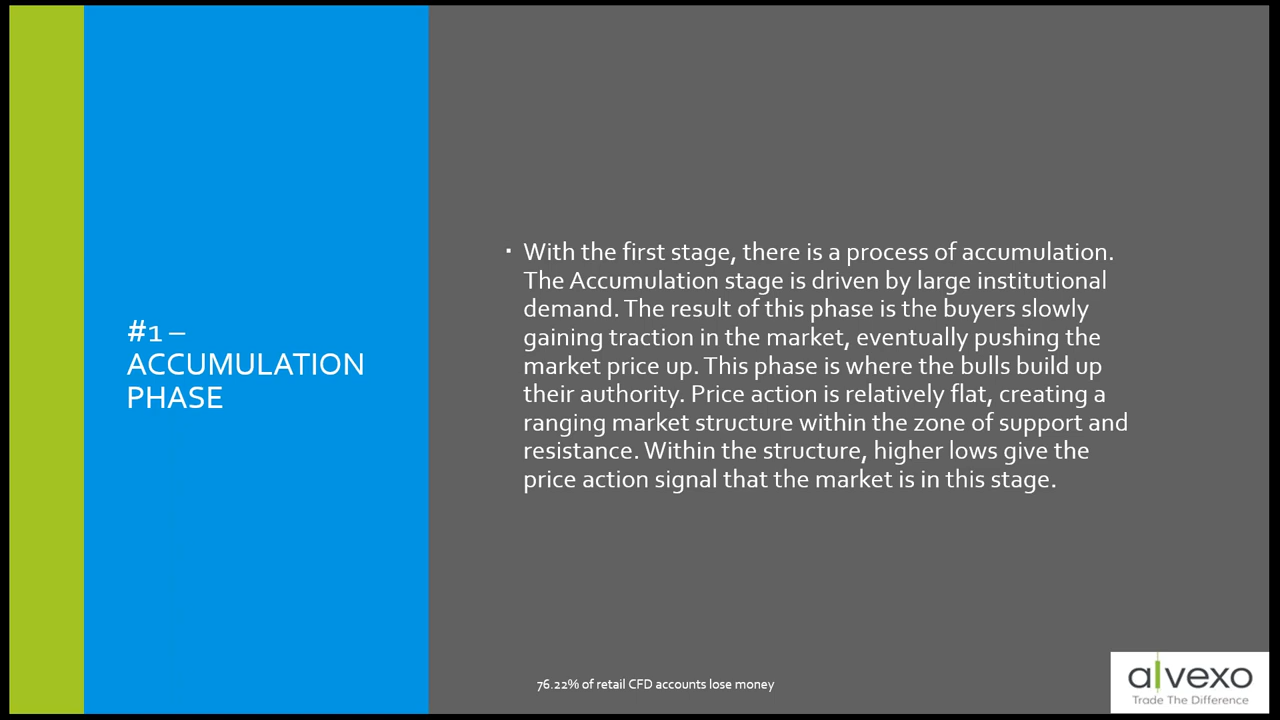 #1 –
ACCUMULATION
PHASE
▪ With the first stage, there is a process of accumulation.
The Accumulation stage is driven by large institutional
demand. The result of this phase is the buyers slowly
gaining traction in the market, eventually pushing the
market price up. This phase is where the bulls build up
their authority. Price action is relatively flat, creating a
ranging market structure within the zone of support and
resistance. Within the structure, higher lows give the
price action signal that the market is in this stage.
76.22% of retail CFD accounts lose money
alvexo
Trade The Difference